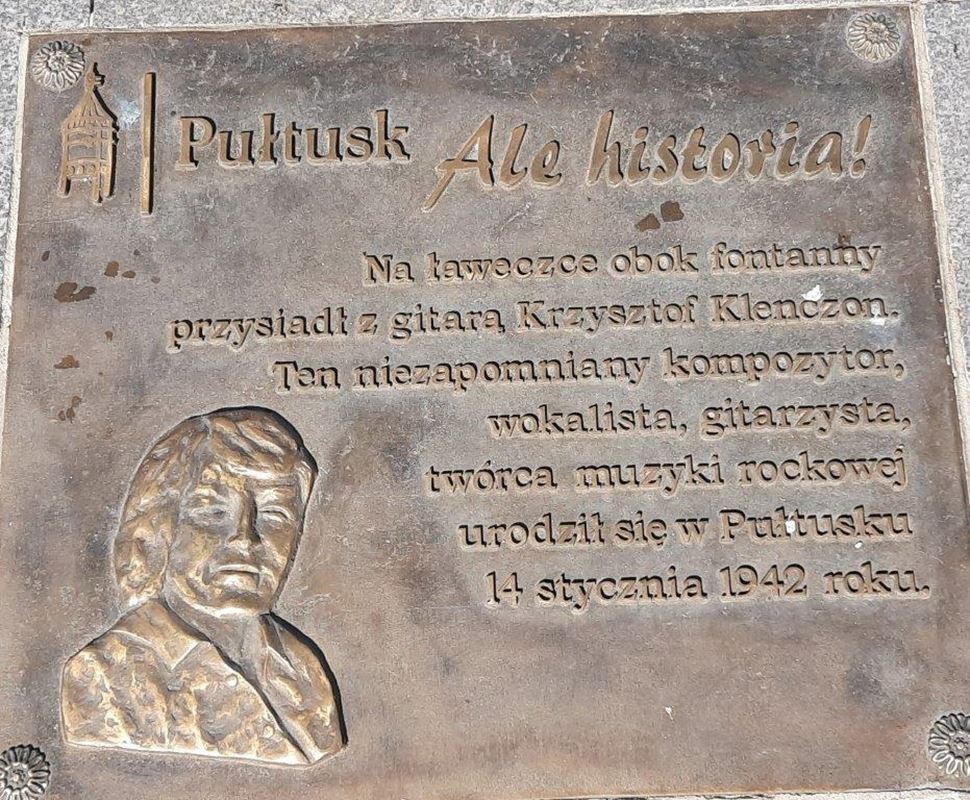 Pułtusk Ale historia!
Na ławeczce obok fontanny
przysiadł z gitarą Krzysztof Klenczon.
Ten niezapomniany kompozytor,
wokalista, gitarzysta,
twórca muzyki rockowej
urodził się w Pułtusku
14 stycznia 1942 roku.